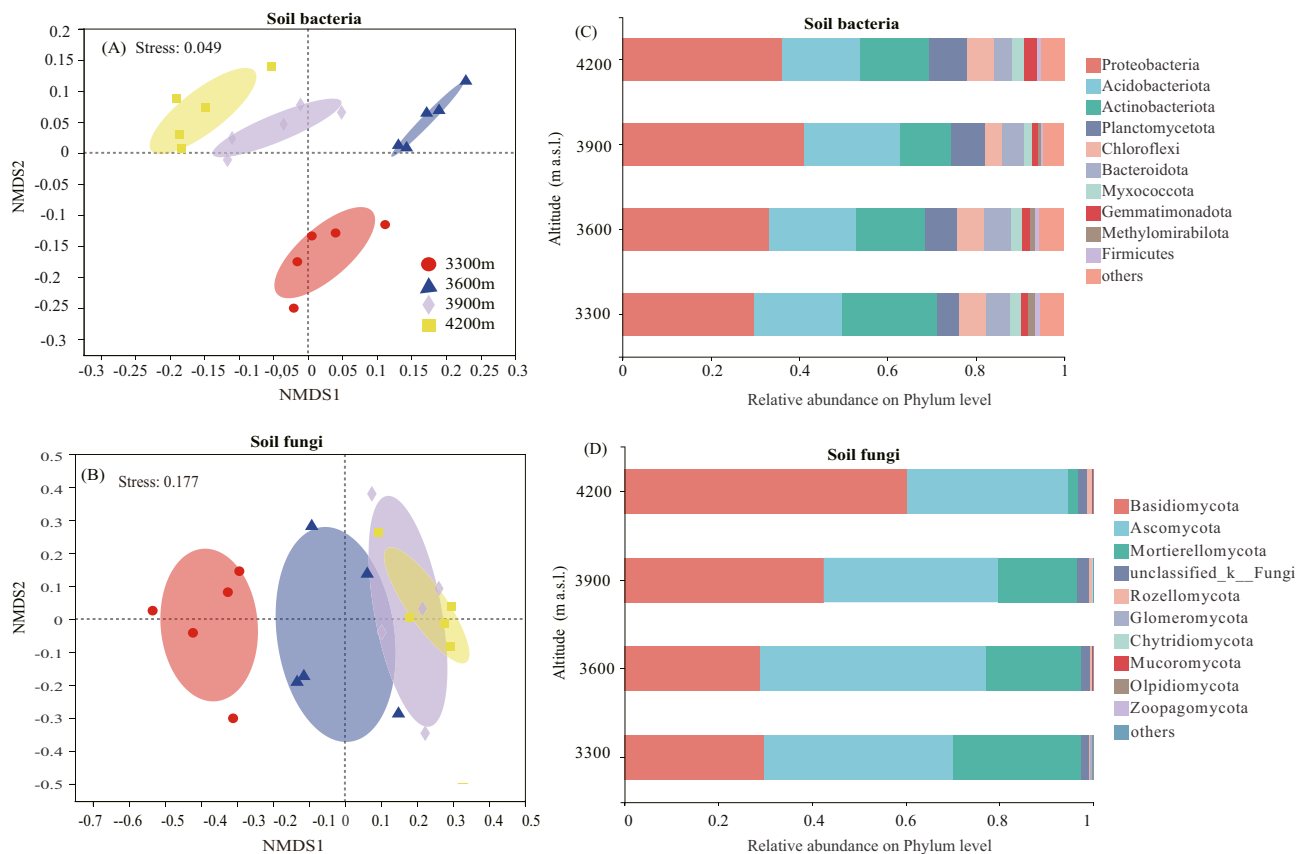 Soil bacteria
(A) Stress: 0.049
0.2
0.15
0.1
0.05
0
-0.05
-0.1
-0.15
-0.2
-0.25
-0.3
NMDS2
3300m
3600m
3900m
4200m
-0.3 -0.25 -0.2 -0.15 -0.1 -0.05 0 0.05 0.1 0.15 0.2 0.25 0.3
NMDS1
(C) Soil bacteria
4200
3900
3600
3300
Altitude (m a.s.l.)
0 0.2 0.4 0.6 0.8 1
Relative abundance on Phylum level
Proteobacteria
Acidobacteriota
Actinobacteriota
Planctomycetota
Chloroflexi
Bacteroidota
Myxococcota
Gemmatimonadota
Methylomirabilota
Firmicutes
others
Soil fungi
(B) Stress: 0.177
0.5
0.4
0.3
0.2
0.1
0
-0.1
-0.2
-0.3
-0.4
-0.5
NMDS2
-0.7 --0.6 -0.5 -0.4 -0.3 -0.2 -0.1 0 0.1 0.2 0.3 0.4 0.5
NMDS1
(D) Soil fungi
4200
3900
3600
3300
Altitude (m a.s.l.)
0 0.2 0.4 0.6 0.8 1
Relative abundance on Phylum level
Basidiomycota
Ascomycota
Mortierellomycota
unclassified_k__Fungi
Rozellomycota
Glomeromycota
Chytridiomycota
Mucoromycota
Olpidiomycota
Zoopagomycota
others